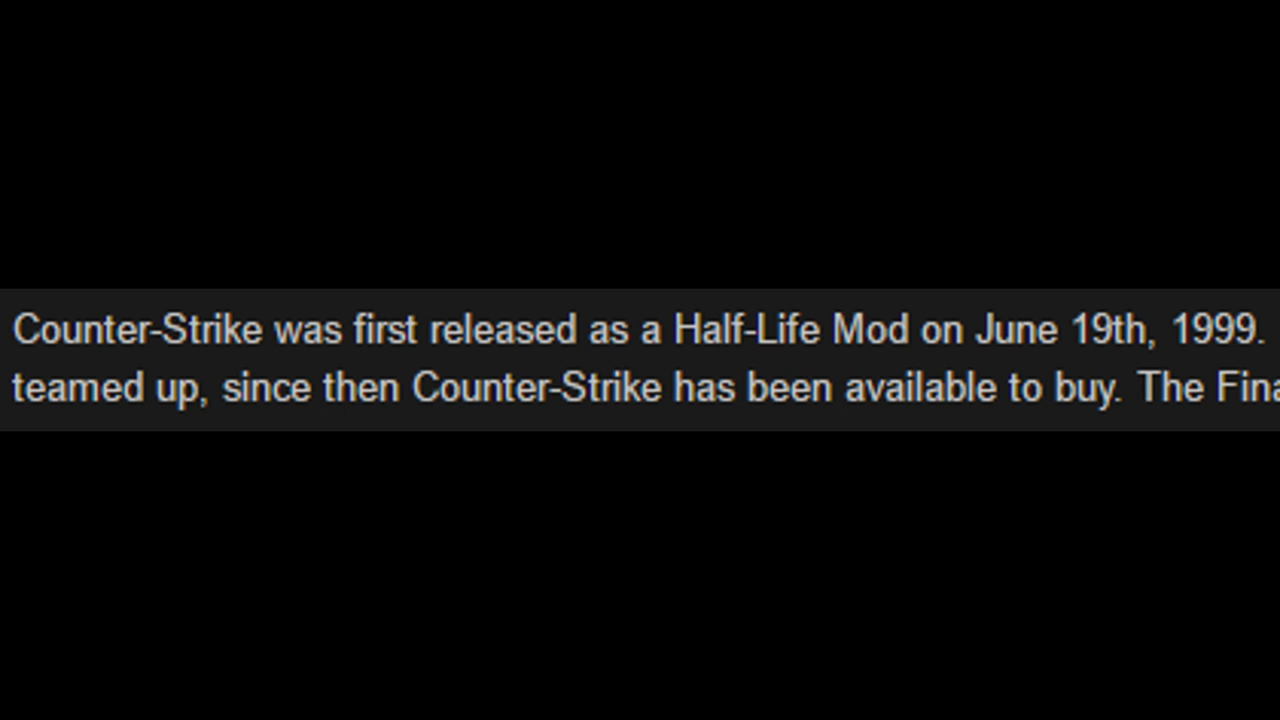 Counter-Strike was first released as a Half-Life Mod on June 19th, 1999.
teamed up, since then Counter-Strike has been available to buy. The Fina